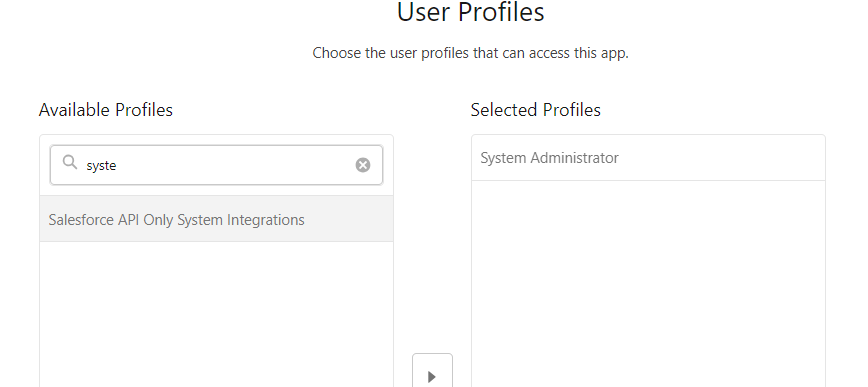 User Profiles
Choose the user profiles that can access this app.
Available Profiles
Selected Profiles
syste
System Administrator
Salesforce API Only System Integrations